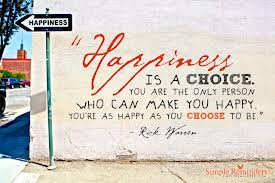 HAPPINESS
"Happiness
IS A CHOICE.
YOU ARE THE ONLY PERSON
WHO CAN MAKE YOU HAPPY.
YOU'RE AS HAPPY AS YOU CHOOSE TO BE"
- Rick Warren
Simple Reminders